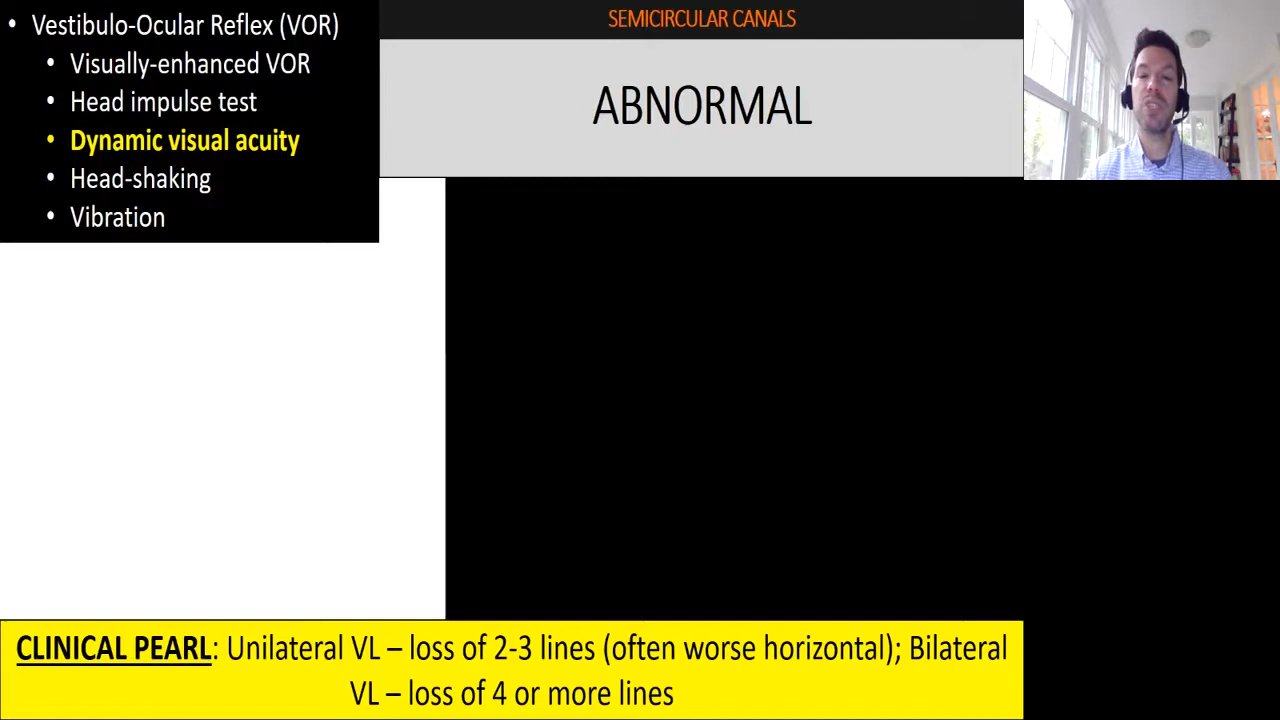 • Vestibulo-Ocular Reflex (VOR)
• Visually-enhanced VOR
• Head impulse test
• Dynamic visual acuity
• Head-shaking
• Vibration
SEMICIRCULAR CANALS
ABNORMAL
CLINICAL PEARL: Unilateral VL – loss of 2-3 lines (often worse horizontal); Bilateral
VL – loss of 4 or more lines